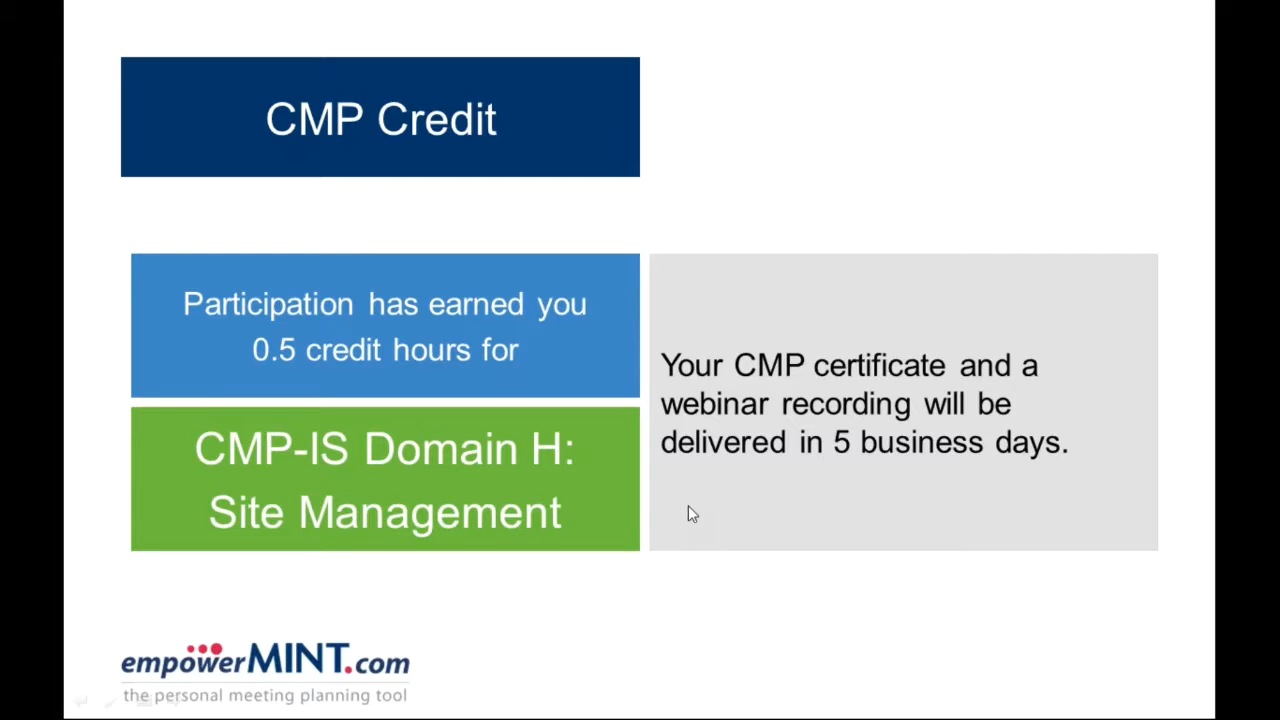 CMP Credit
Participation has earned you
0.5 credit hours for
CMP-IS Domain H:
Site Management
Your CMP certificate and a
webinar recording will be
delivered in 5 business days.
empowerMINT.com
the personal meeting planning tool